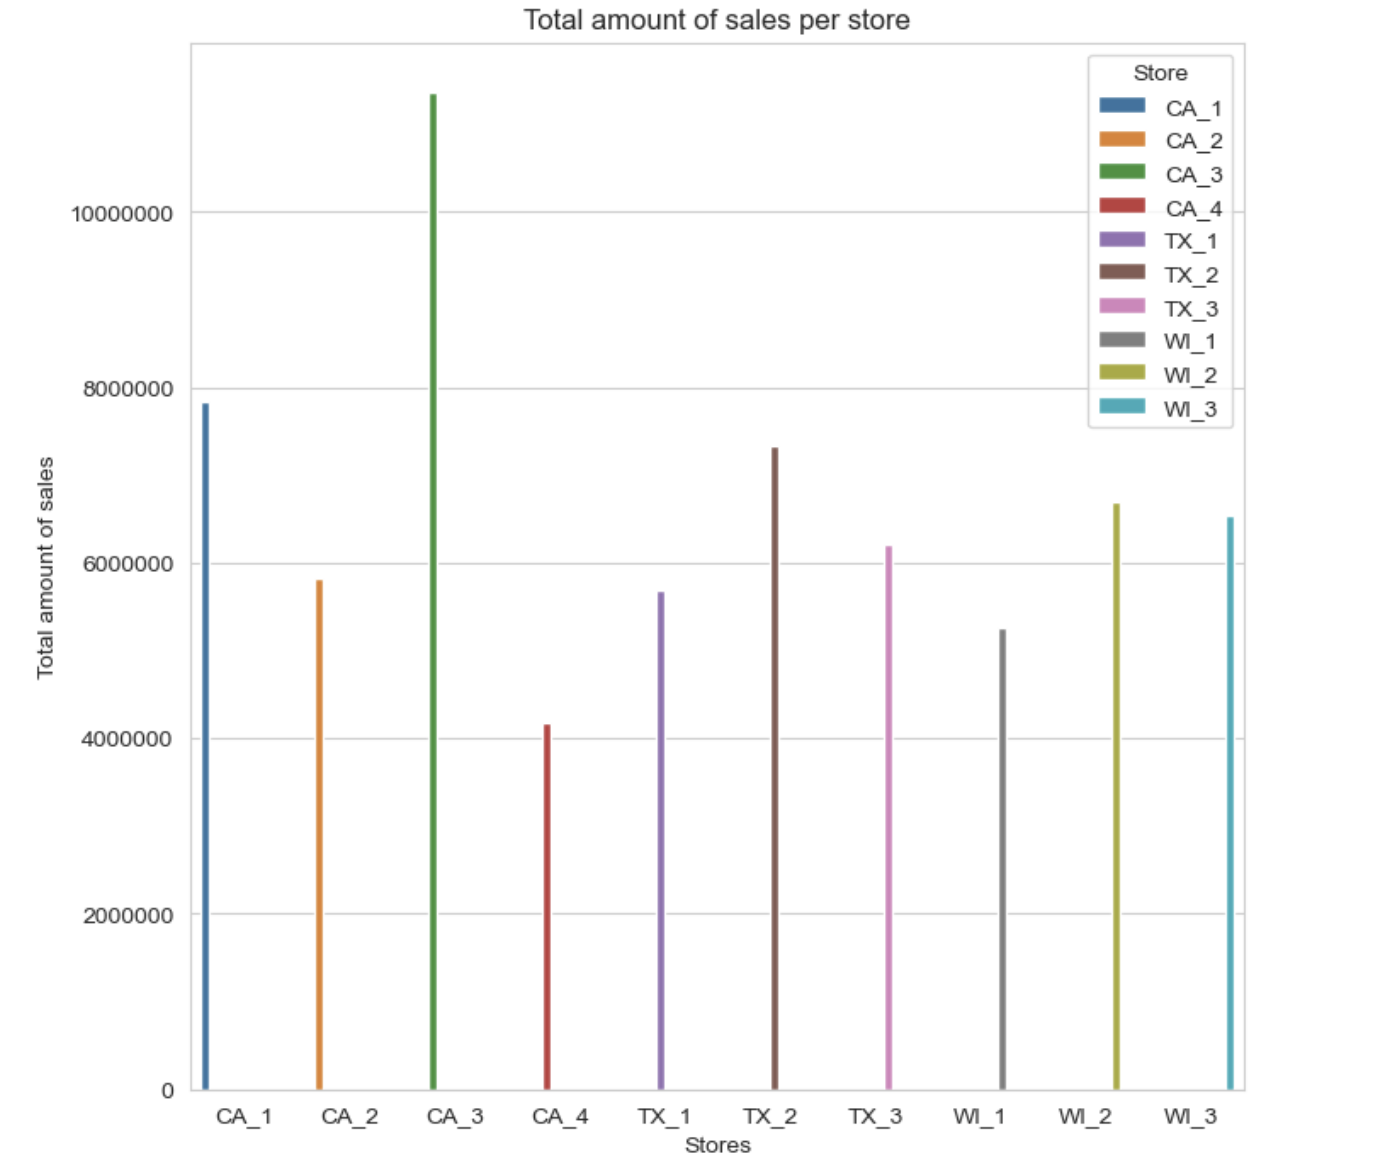 Total amount of sales per store
Store
CA_1
CA_2
CA_3
CA_4
TX_1
TX_2
TX_3
WI_1
WI_2
WI_3
10000000
8000000
6000000
4000000
2000000
0
Total amount of sales
CA_1 CA_2 CA_3 CA_4 TX_1 TX_2 TX_3 WI_1 WI_2 WI_3
Stores